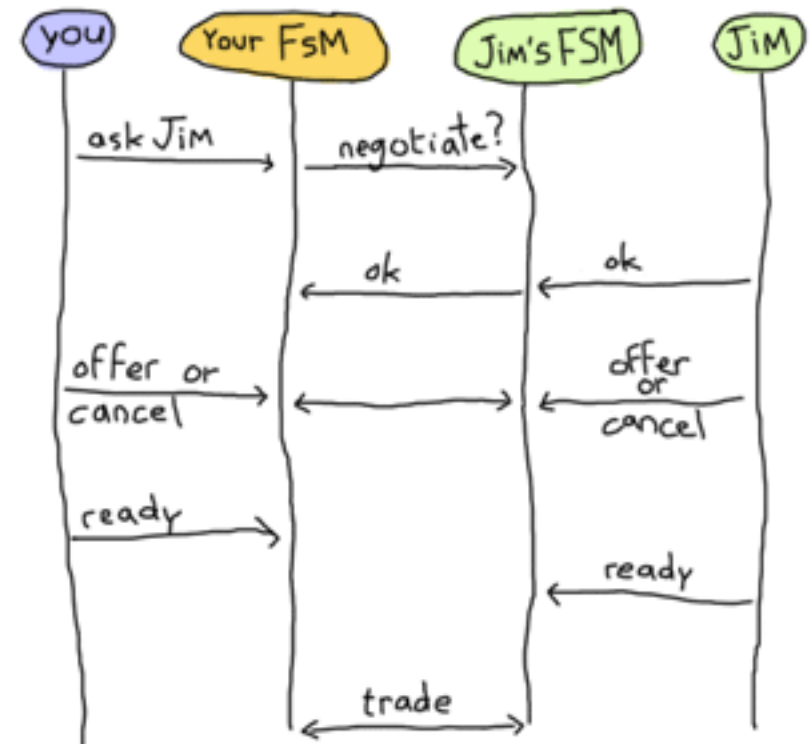 you
Your FSM
Jim's FSM
JiM
ask JiM
negotiate?
ok
ok
offer or
cancel
offer
or
cancel
ready
ready
trade